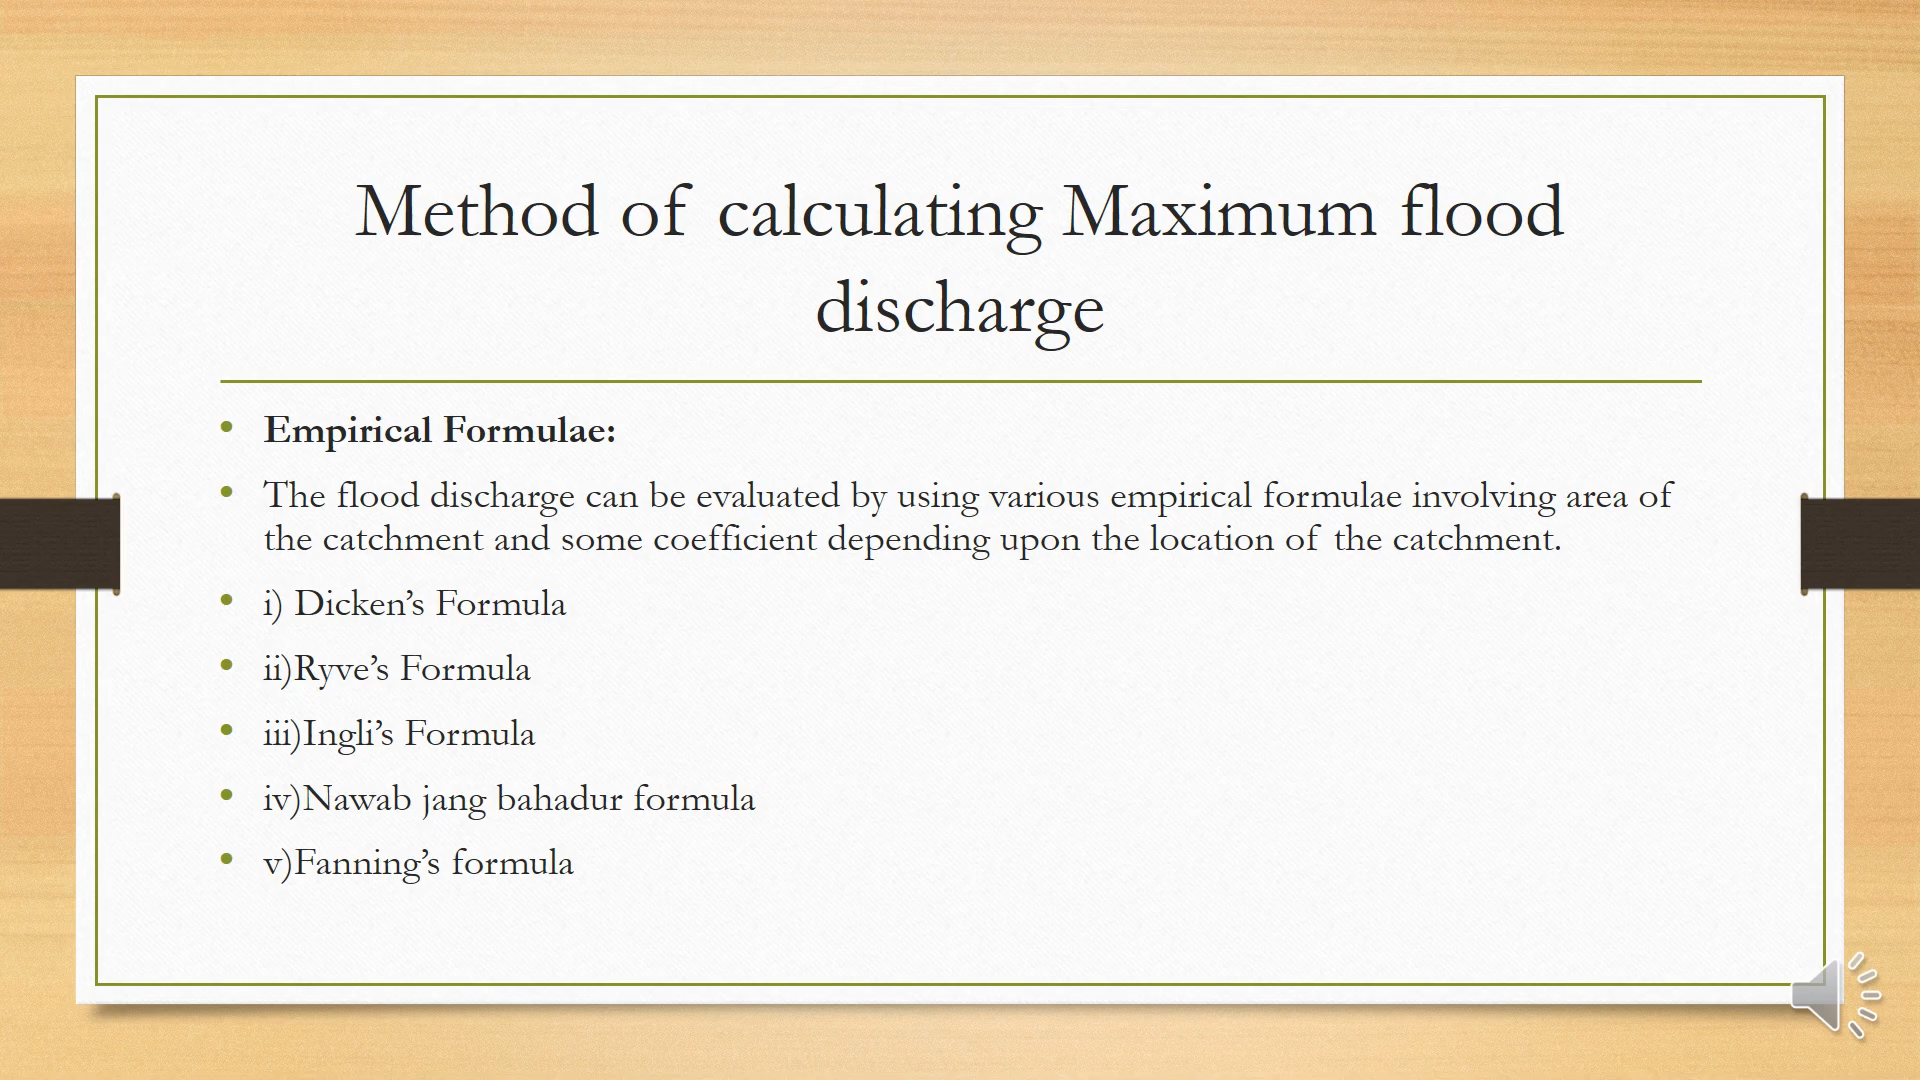 Method of calculating Maximum flood
discharge
• Empirical Formulae:
• The flood discharge can be evaluated by using various empirical formulae involving area of
the catchment and some coefficient depending upon the location of the catchment.
• i) Dicken’s Formula
• ii)Ryve’s Formula
• iii)Ingli’s Formula
• iv)Nawab jang bahadur formula
• v)Fanning’s formula